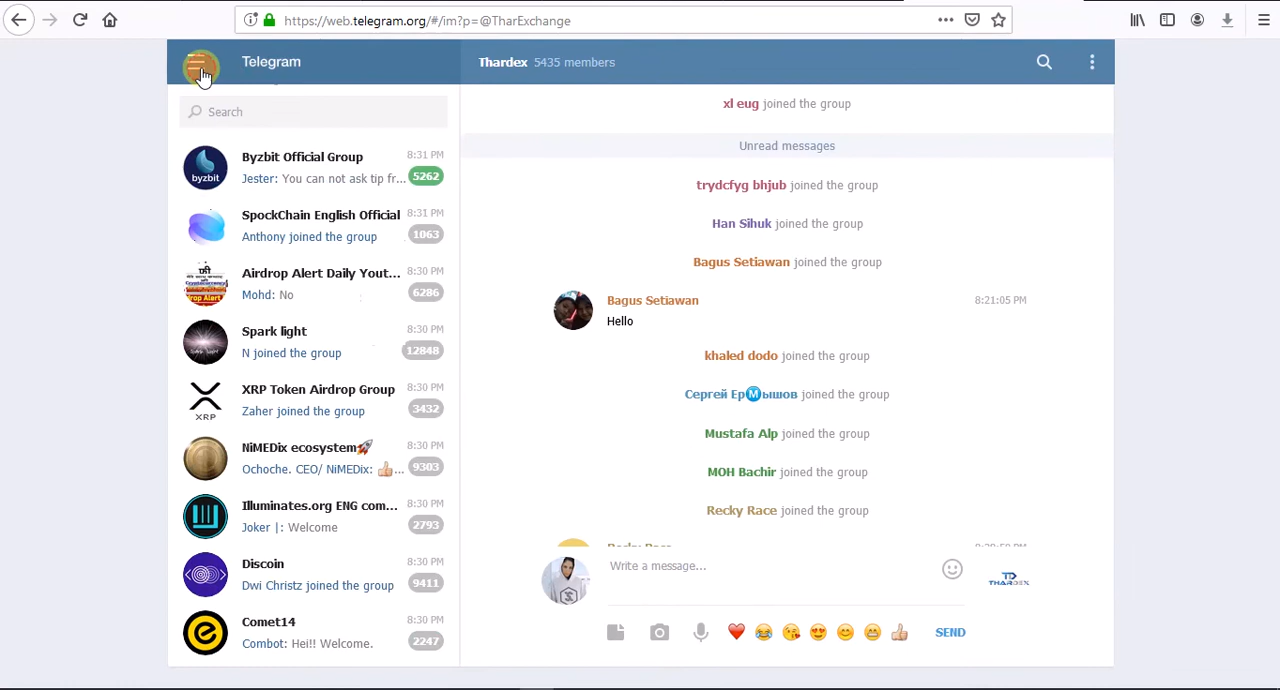 https://web.telegram.org/#/im?p=@TharExchange
Telegram
Thardex 5435 members
Search
Byzbit Official Group 8:31 PM
Jester: You can not ask tip fr... 5262
byzbit
SpockChain English Official 8:31 PM
Anthony joined the group 1063
Airdrop Alert Daily Yout... 8:30 PM
Mohd: No 6286
Spark light 8:30 PM
N joined the group 12848
XRP Token Airdrop Group 8:30 PM
Zaher joined the group 3432
XRP
NiMEDix ecosystem🚀 8:30 PM
Ochoche. CEO/ NiMEDix: 👍... 9303
Illuminates.org ENG com... 8:30 PM
Joker |: Welcome 2793
Discoin 8:30 PM
Dwi Christz joined the group 9411
Comet14 8:30 PM
Combot: Hei!! Welcome. 2247
xl eug joined the group
Unread messages
trydcfyg bhjub joined the group
Han Sihuk joined the group
Bagus Setiawan joined the group
Bagus Setiawan 8:21:05 PM
Hello
khaled dodo joined the group
Сергей ЕрⓂышов joined the group
Mustafa Alp joined the group
MOH Bachir joined the group
Recky Race joined the group
Write a message...
THARDEX
SEND